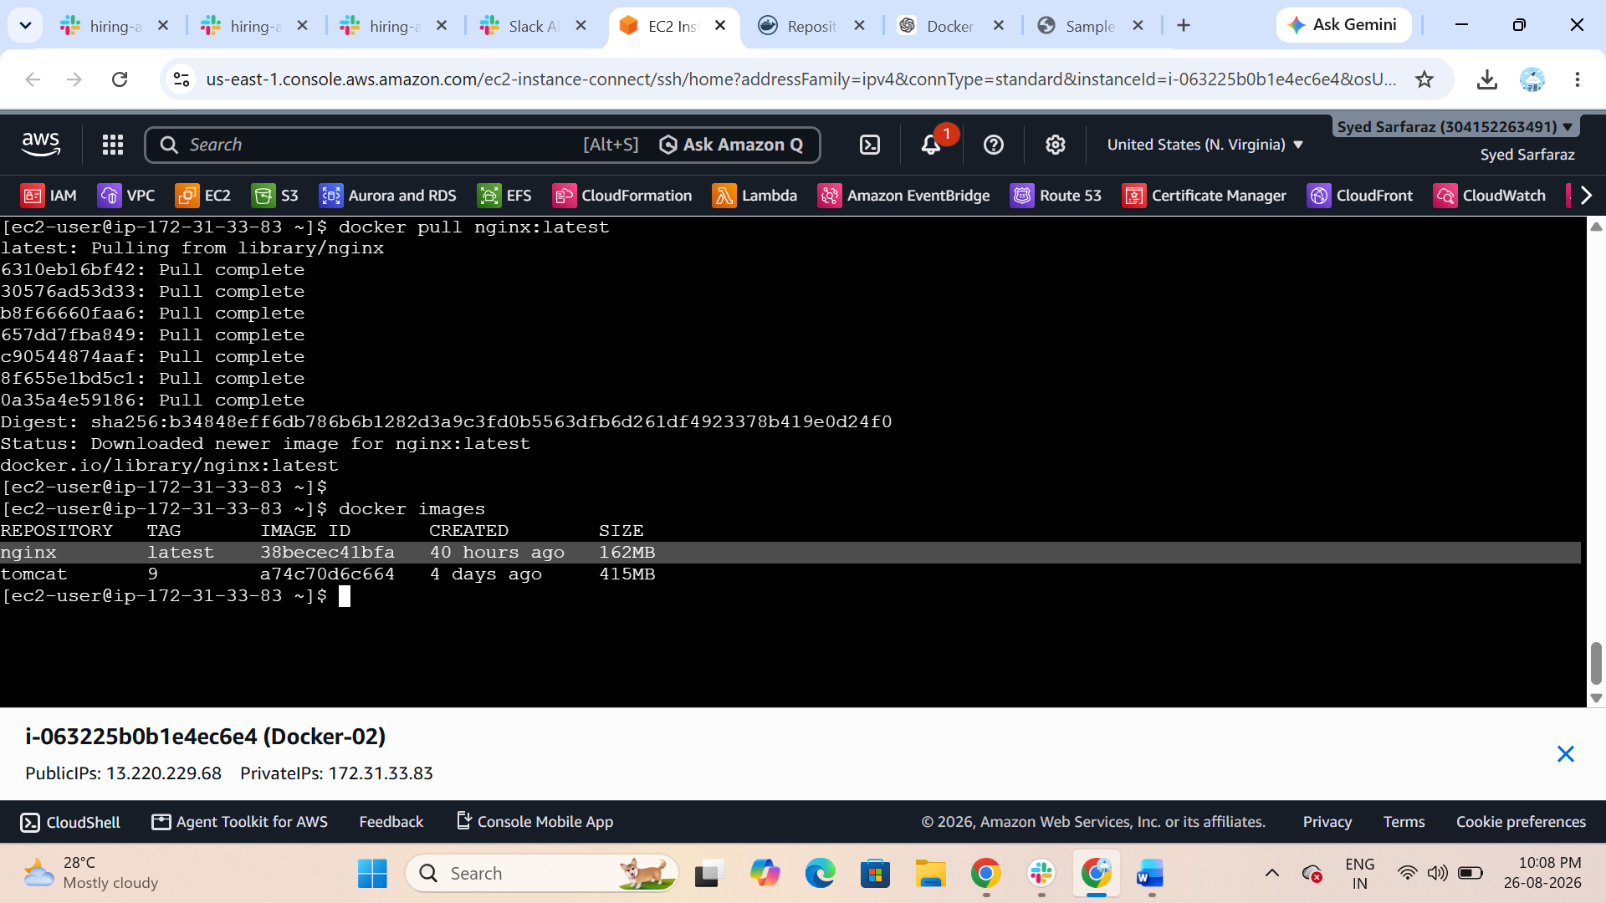 hiring-a
hiring-a
hiring-a
Slack A
EC2 Ins
Reposit
Docker
Sample
Ask Gemini
us-east-1.console.aws.amazon.com/ec2-instance-connect/ssh/home?addressFamily=ipv4&connType=standard&instanceId=i-063225b0b1e4ec6e4&osU...
aws
Search
[Alt+S]
Ask Amazon Q
1
United States (N. Virginia) ▼
Syed Sarfaraz (304152263491) ▼
Syed Sarfaraz
IAM
VPC
EC2
S3
Aurora and RDS
EFS
CloudFormation
Lambda
Amazon EventBridge
Route 53
Certificate Manager
CloudFront
CloudWatch
[ec2-user@ip-172-31-33-83 ~]$ docker pull nginx:latest
latest: Pulling from library/nginx
6310eb16bf42: Pull complete
30576ad53d33: Pull complete
b8f66660faa6: Pull complete
657dd7fba849: Pull complete
c90544874aaf: Pull complete
8f655e1bd5c1: Pull complete
0a35a4e59186: Pull complete
Digest: sha256:b34848eff6db786b6b1282d3a9c3fd0b5563dfb6d261df4923378b419e0d24f0
Status: Downloaded newer image for nginx:latest
docker.io/library/nginx:latest
[ec2-user@ip-172-31-33-83 ~]$
[ec2-user@ip-172-31-33-83 ~]$ docker images
REPOSITORY   TAG       IMAGE ID       CREATED        SIZE
nginx        latest    38becec41bfa   40 hours ago   162MB
tomcat       9         a74c70d6c664   4 days ago     415MB
[ec2-user@ip-172-31-33-83 ~]$
i-063225b0b1e4ec6e4 (Docker-02)
PublicIPs: 13.220.229.68   PrivateIPs: 172.31.33.83
CloudShell
Agent Toolkit for AWS
Feedback
Console Mobile App
© 2026, Amazon Web Services, Inc. or its affiliates.
Privacy
Terms
Cookie preferences
28°C
Mostly cloudy
Search
ENG
IN
10:08 PM
26-08-2026